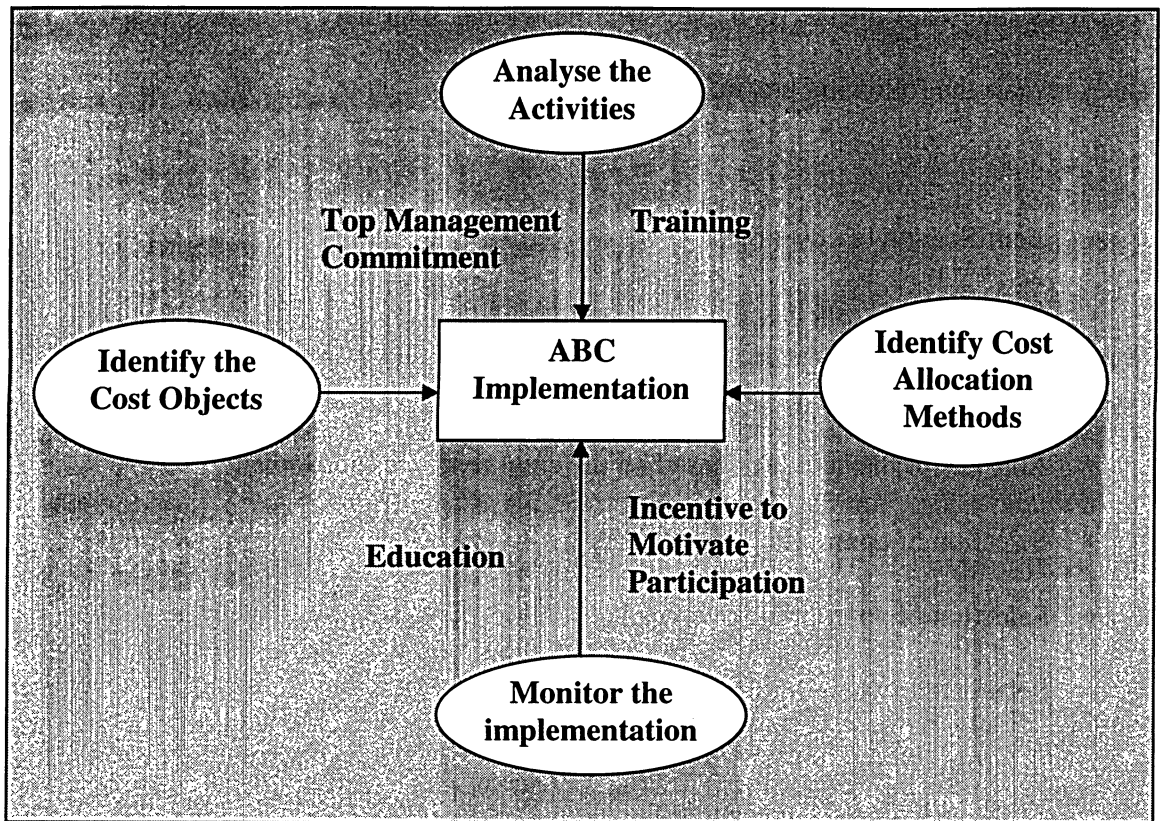 Analyse the
Activities
Top Management
Commitment
Training
Identify the
Cost Objects
ABC
Implementation
Identify Cost
Allocation
Methods
Education
Incentive to
Motivate
Participation
Monitor the
implementation